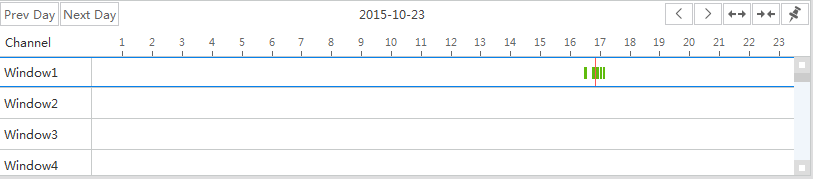 Prev Day Next Day 2015-10-23
Channel 1 2 3 4 5 6 7 8 9 10 11 12 13 14 15 16 17 18 19 20 21 22 23
Window1
Window2
Window3
Window4